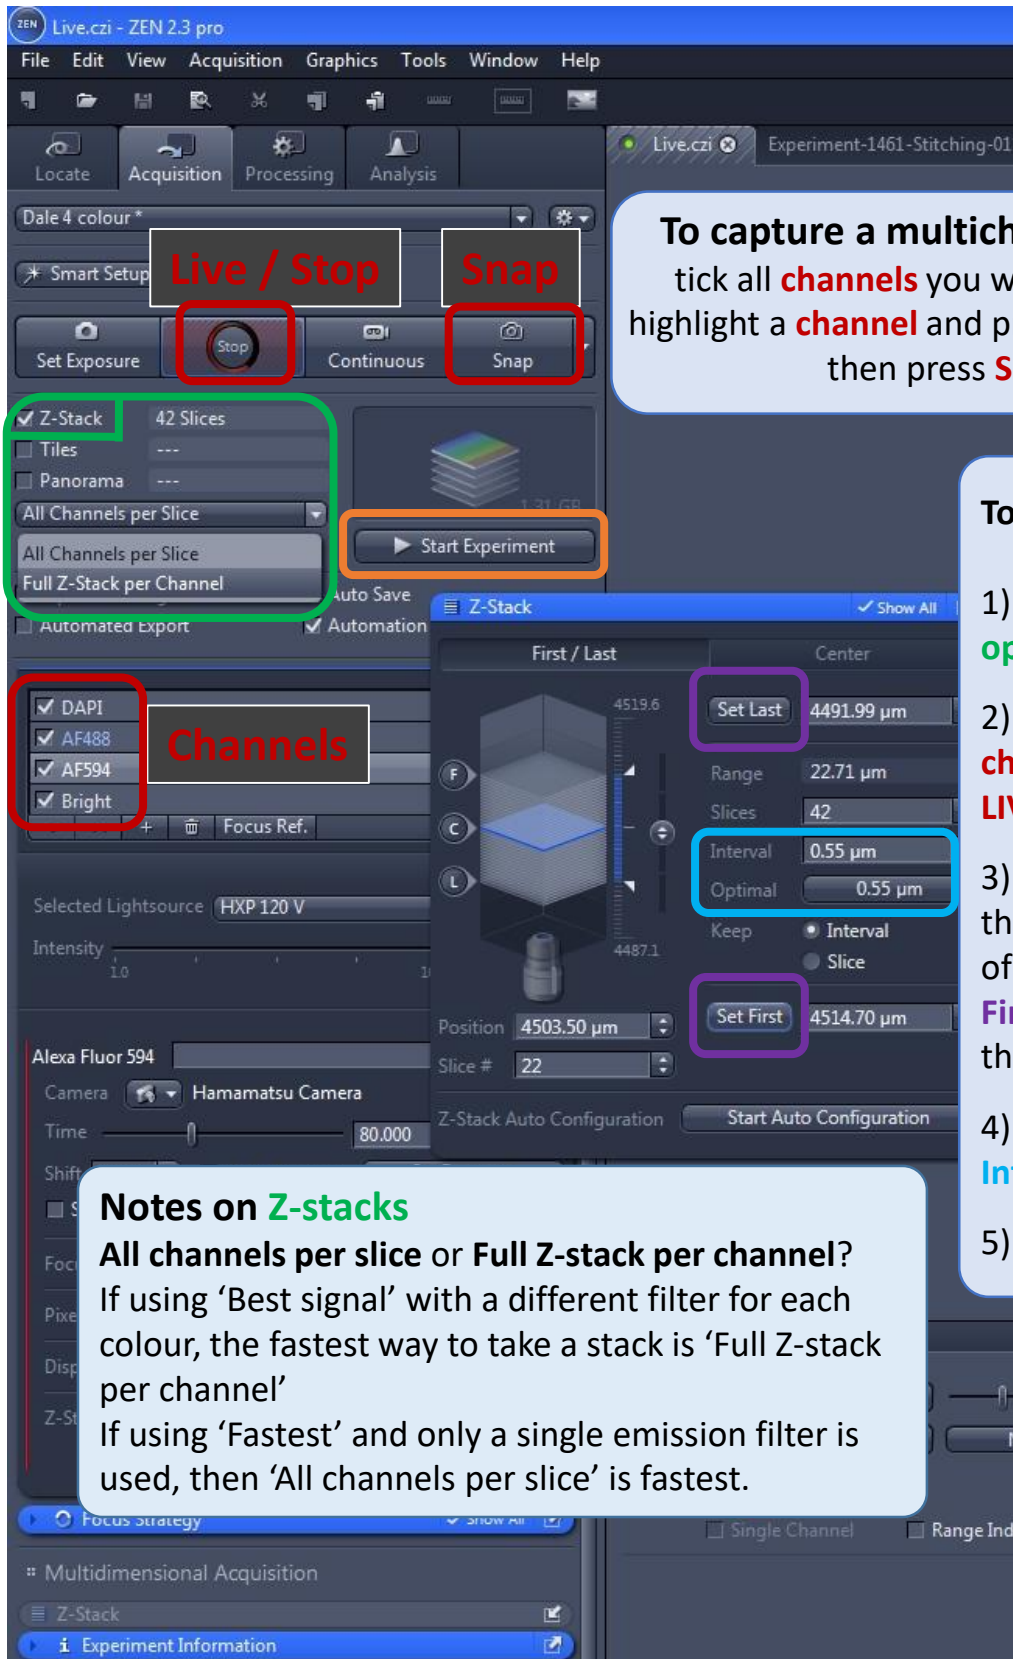 ZEN Live.czi - ZEN 2.3 pro
File Edit View Acquisition Graphics Tools Window Help
Locate Acquisition Processing Analysis
Live.czi Experiment-1461-Stitching-01
Dale 4 colour *
Smart Setup
Live / Stop Snap
Set Exposure Stop Continuous Snap
To capture a multich
tick all channels you w
highlight a channel and p
then press S
Z-Stack 42 Slices
Tiles ---
Panorama ---
1.31 GB
All Channels per Slice
All Channels per Slice
Full Z-Stack per Channel
Start Experiment
Auto Save
Automated Export Automation
DAPI
AF488
AF594
Bright
Channels
+ Focus Ref.
Selected Lightsource HXP 120 V
Intensity
1.0
Alexa Fluor 594
Camera Hamamatsu Camera
Time 80.000
Shift
Z-Stack Show All
First / Last Center
4519.6
F
C
L
4487.1
Set Last 4491.99 µm
Range 22.71 µm
Slices 42
Interval 0.55 µm
Optimal 0.55 µm
Keep Interval
Slice
Set First 4514.70 µm
Position 4503.50 µm
Slice # 22
Z-Stack Auto Configuration Start Auto Configuration
To
1)
op
2)
ch
LIV
3)
th
of
Fir
th
4)
Int
5)
Notes on Z-stacks
All channels per slice or Full Z-stack per channel?
If using ‘Best signal’ with a different filter for each
colour, the fastest way to take a stack is ‘Full Z-stack
per channel’
If using ‘Fastest’ and only a single emission filter is
used, then ‘All channels per slice’ is fastest.
Focus Strategy Show All
Single Channel Range Ind
Multidimensional Acquisition
Z-Stack
i Experiment Information